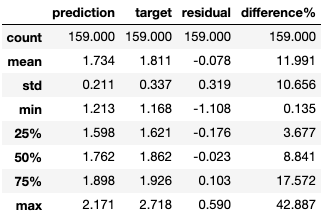 prediction target residual difference%
count 159.000 159.000 159.000 159.000
mean 1.734 1.811 -0.078 11.991
std 0.211 0.337 0.319 10.656
min 1.213 1.168 -1.108 0.135
25% 1.598 1.621 -0.176 3.677
50% 1.762 1.862 -0.023 8.841
75% 1.898 1.926 0.103 17.572
max 2.171 2.718 0.590 42.887